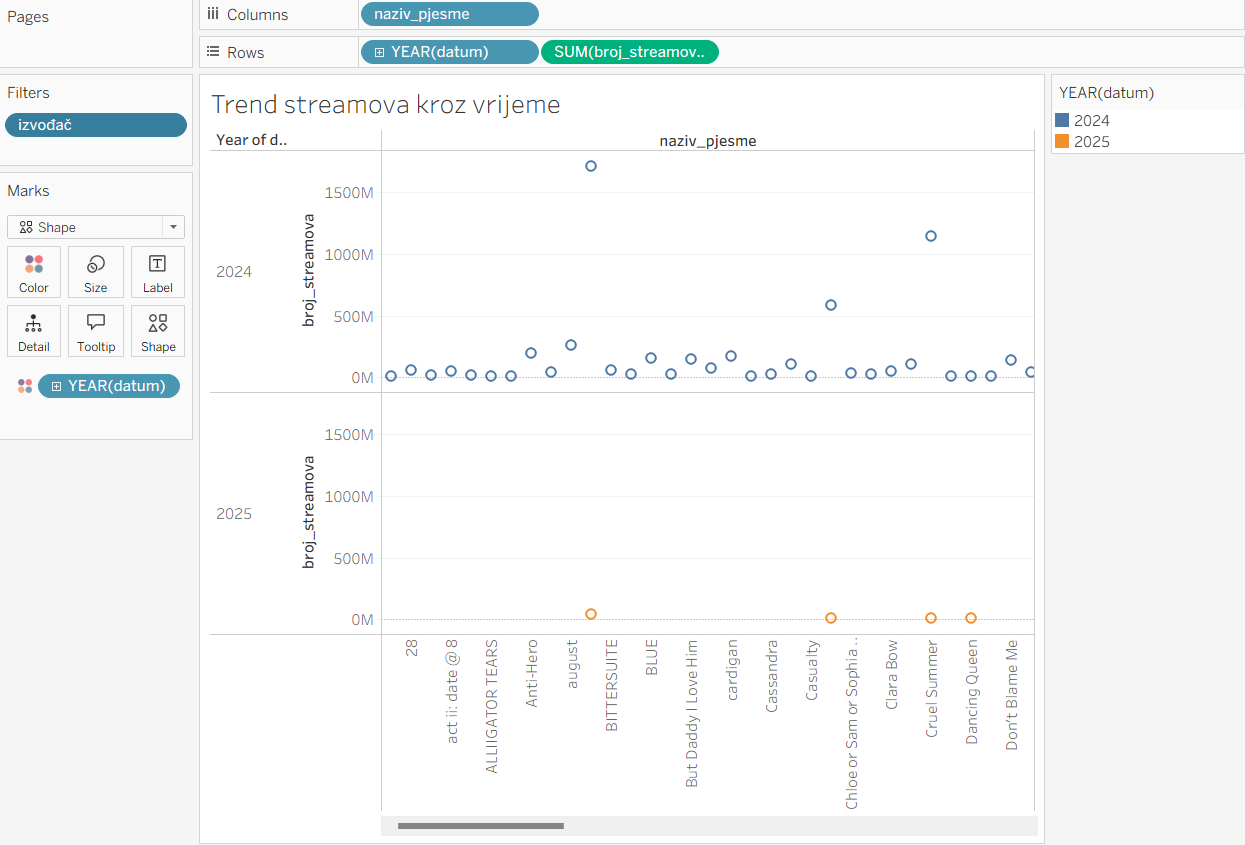 Pages
Columns
naziv_pjesme
Rows
YEAR(datum)
SUM(broj_streamov..
Filters
izvođač
Marks
Shape
Color
Size
Label
Detail
Tooltip
Shape
YEAR(datum)
Trend streamova kroz vrijeme
Year of d..
naziv_pjesme
2024
broj_streamova
1500M
1000M
500M
0M
2025
broj_streamova
1500M
1000M
500M
0M
28
act ii: date @ 8
ALLIIGATOR TEARS
Anti-Hero
august
BITTERSUITE
BLUE
But Daddy I Love Him
cardigan
Cassandra
Casualty
Chloe or Sam or Sophia ..
Clara Bow
Cruel Summer
Dancing Queen
Don't Blame Me
YEAR(datum)
2024
2025